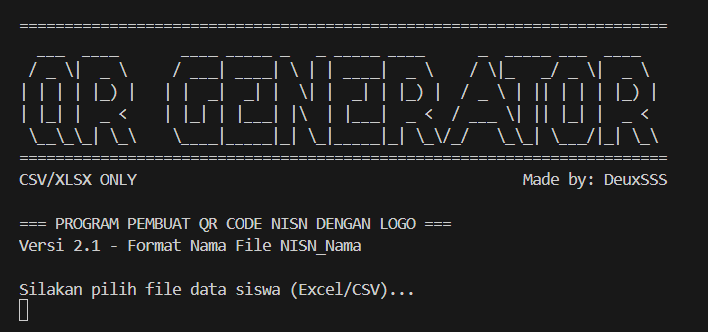 QR GENERATOR
CSV/XLSX ONLY Made by: DeuxSSS
=== PROGRAM PEMBUAT QR CODE NISN DENGAN LOGO ===
Versi 2.1 - Format Nama File NISN_Nama
Silakan pilih file data siswa (Excel/CSV)...